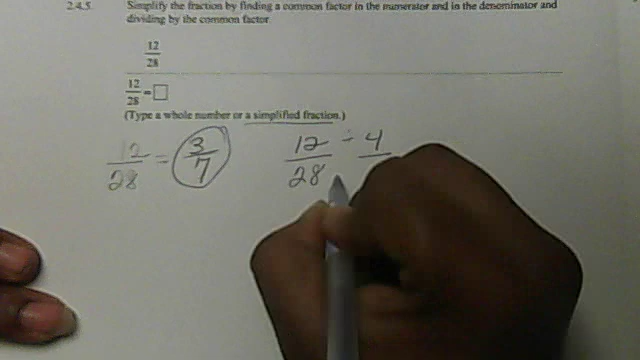 2.4.5. Simplify the fraction by finding a common factor in the numerator and in the denominator and
dividing by the common factor.
12
28
12
28 = □
(Type a whole number or a simplified fraction.)
12/28 = 3/7
12/28 ÷ 4